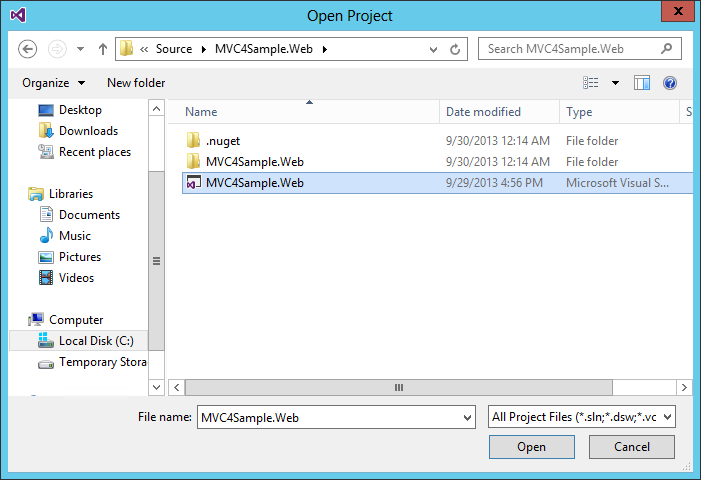 Open Project
x
« Source MVC4Sample.Web
Search MVC4Sample.Web
Organize New folder
Name Date modified Type S
Desktop
Downloads
Recent places
Libraries
Documents
Music
Pictures
Videos
Computer
Local Disk (C:)
Temporary Stora
.nuget 9/30/2013 12:14 AM File folder
MVC4Sample.Web 9/30/2013 12:14 AM File folder
MVC4Sample.Web 9/29/2013 4:56 PM Microsoft Visual S...
File name: MVC4Sample.Web All Project Files (*.sln;*.dsw;*.vc
Open Cancel